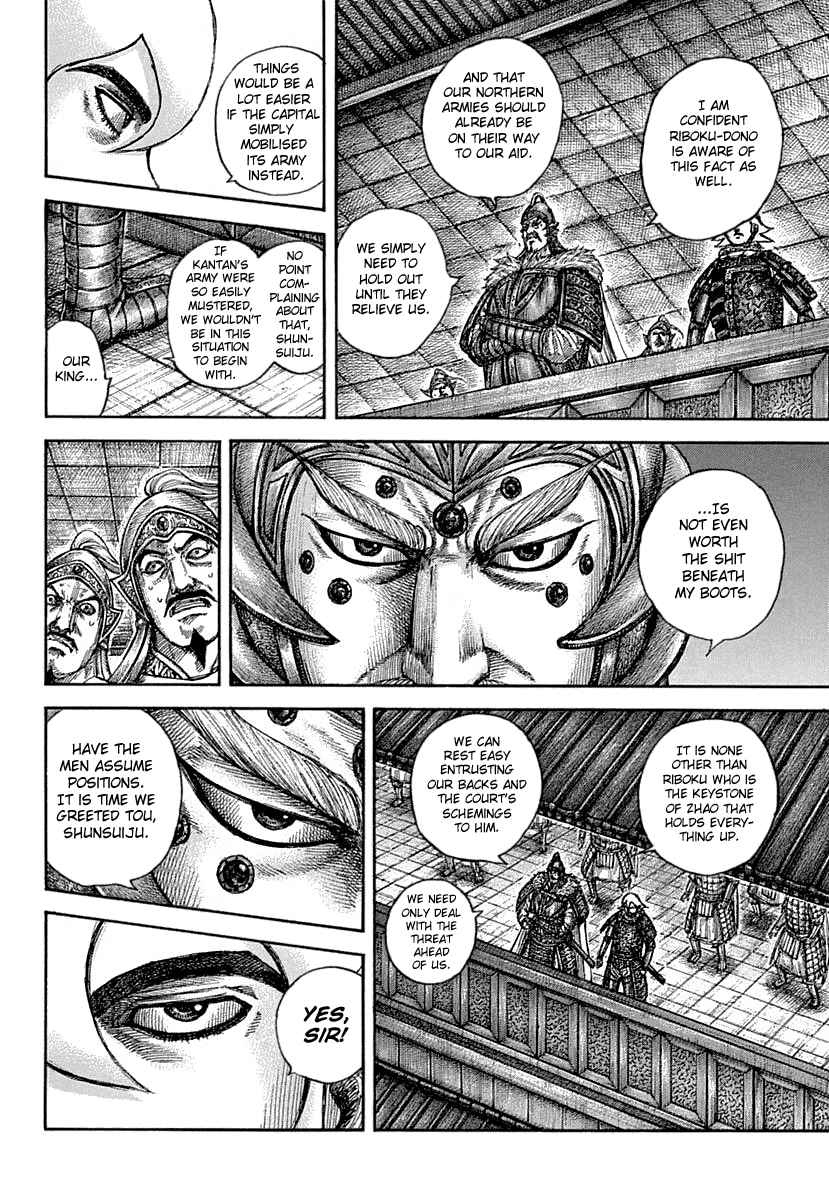 I AM
CONFIDENT
RIBOKU-DONO
IS AWARE OF
THIS FACT AS
WELL.
AND THAT
OUR NORTHERN
ARMIES SHOULD
ALREADY BE
ON THEIR WAY
TO OUR AID.
WE SIMPLY
NEED TO
HOLD OUT
UNTIL THEY
RELIEVE US.
THINGS
WOULD BE A
LOT EASIER
IF THE CAPITAL
SIMPLY
MOBILISED
ITS ARMY
INSTEAD.
NO
POINT
COM-
PLAINING
ABOUT
THAT,
SHUN-
SUIJU.
IF
KANTAN'S
ARMY WERE
SO EASILY
MUSTERED,
WE WOULDN'T
BE IN THIS
SITUATION
TO BEGIN
WITH.
OUR
KING...
...IS
NOT EVEN
WORTH
THE SHIT
BENEATH
MY BOOTS.
IT IS NONE
OTHER THAN
RIBOKU WHO IS
THE KEYSTONE
OF ZHAO THAT
HOLDS EVERY-
THING UP.
WE CAN
REST EASY
ENTRUSTING
OUR BACKS AND
THE COURT'S
SCHEMINGS
TO HIM.
WE NEED
ONLY DEAL
WITH THE
THREAT
AHEAD
OF US.
HAVE THE
MEN ASSUME
POSITIONS.
IT IS TIME WE
GREETED TOU,
SHUNSUIJU.
YES,
SIR!